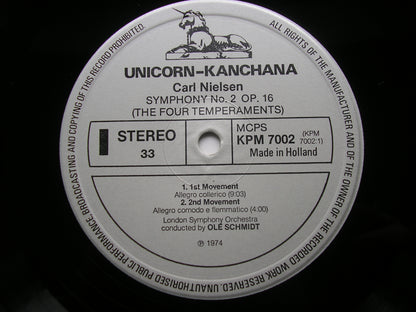 ALL RIGHTS OF THE MANUFACTURER AND OF THE OWNER OF THE RECORDED WORK RESERVED. UNAUTHORISED PUBLIC PERFORMANCE BROADCASTING AND COPYING OF THIS RECORD PROHIBITED.
UNICORN-KANCHANA
Carl Nielsen
SYMPHONY No. 2 OP. 16
(THE FOUR TEMPERAMENTS)
STEREO
33
MCPS
KPM 7002 (KPM 7002:1)
Made in Holland
1. 1st Movement
Allegro collerico (9:03)
2. 2nd Movement
Allegro comodo e flemmatico (4:00)
London Symphony Orchestra
conducted by OLE SCHMIDT
℗ 1974